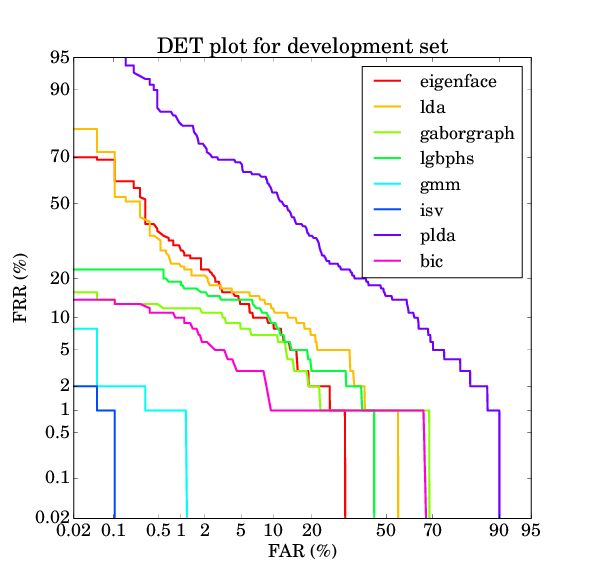 DET plot for development set
95
90
70
50
20
10
5
2
1
0.5
0.1
0.02
FRR (%)
eigenface
lda
gaborgraph
lgbphs
gmm
isv
plda
bic
0.02 0.1 0.5 1 2 5 10 20 50 70 90 95
FAR (%)